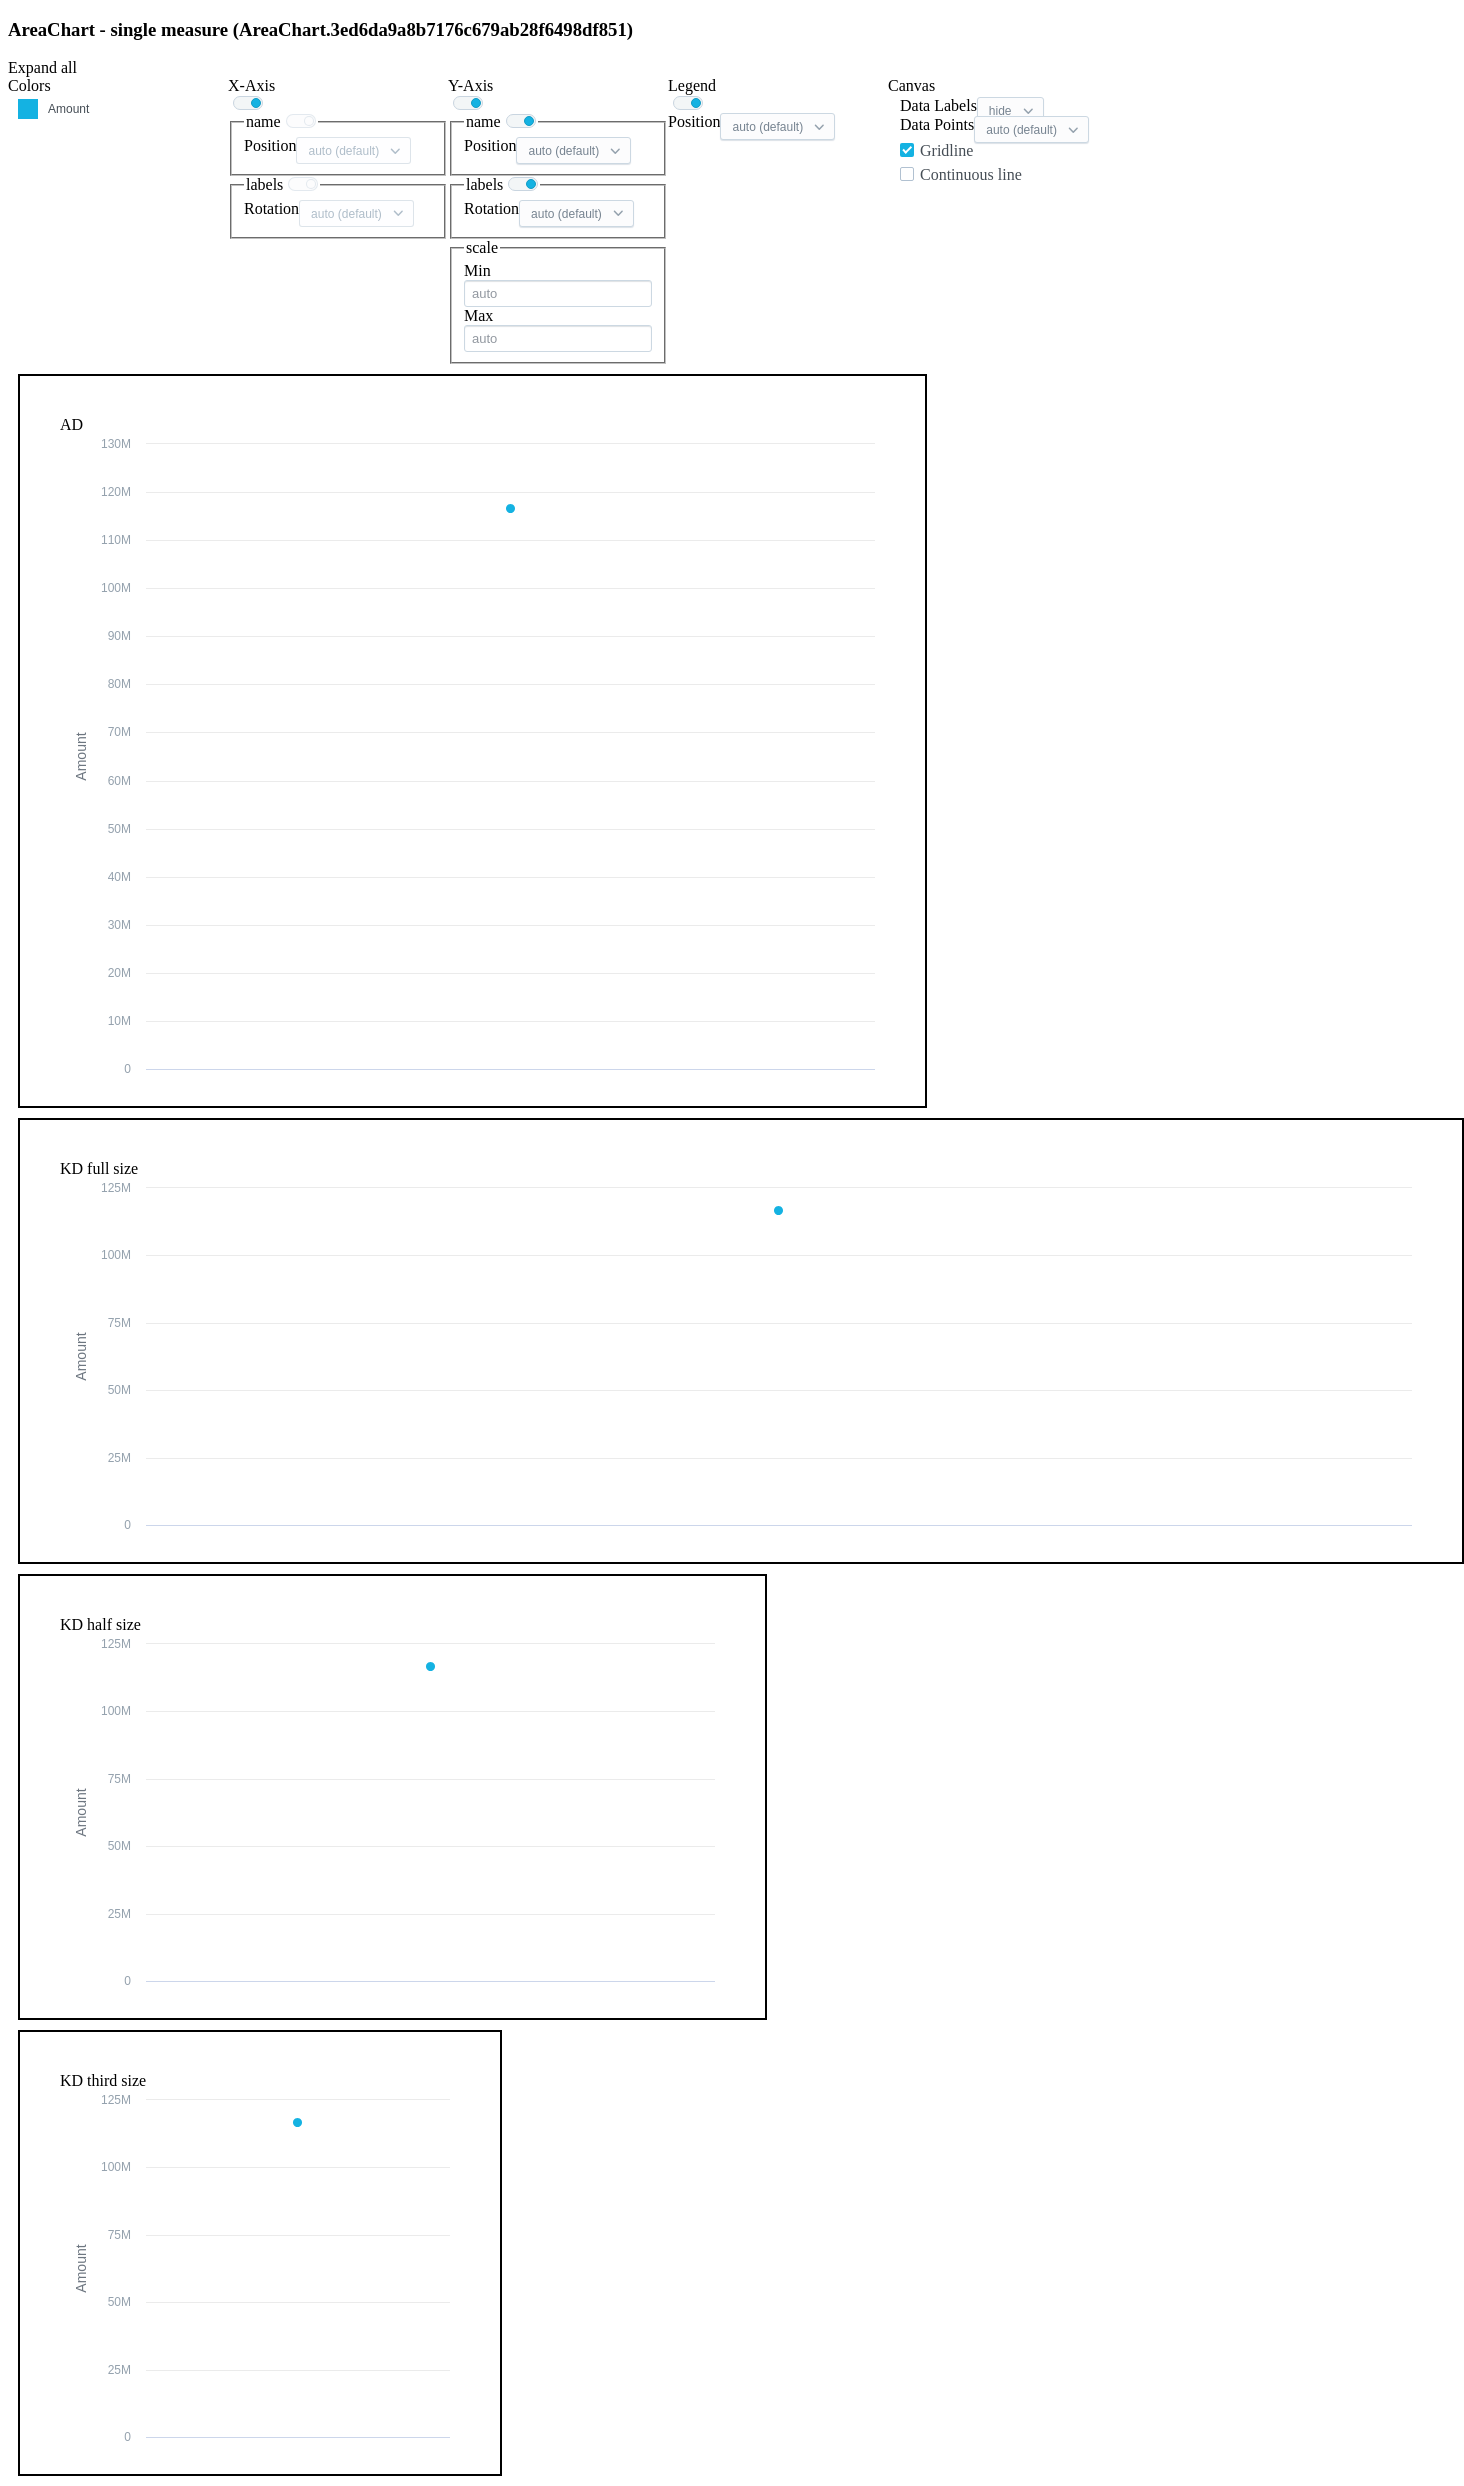 AreaChart - single measure (AreaChart.3ed6da9a8b7176c679ab28f6498df851)
Expand all
Colors
Amount
X-Axis
name
Position auto (default)
labels
Rotation auto (default)
Y-Axis
name
Position auto (default)
labels
Rotation auto (default)
scale
Min
auto
Max
auto
Legend
Position auto (default)
Canvas
Data Labels hide
Data Points auto (default)
Gridline
Continuous line
AD
130M
120M
110M
100M
90M
80M
70M
60M
50M
40M
30M
20M
10M
0
Amount
KD full size
125M
100M
75M
50M
25M
0
Amount
KD half size
125M
100M
75M
50M
25M
0
Amount
KD third size
125M
100M
75M
50M
25M
0
Amount